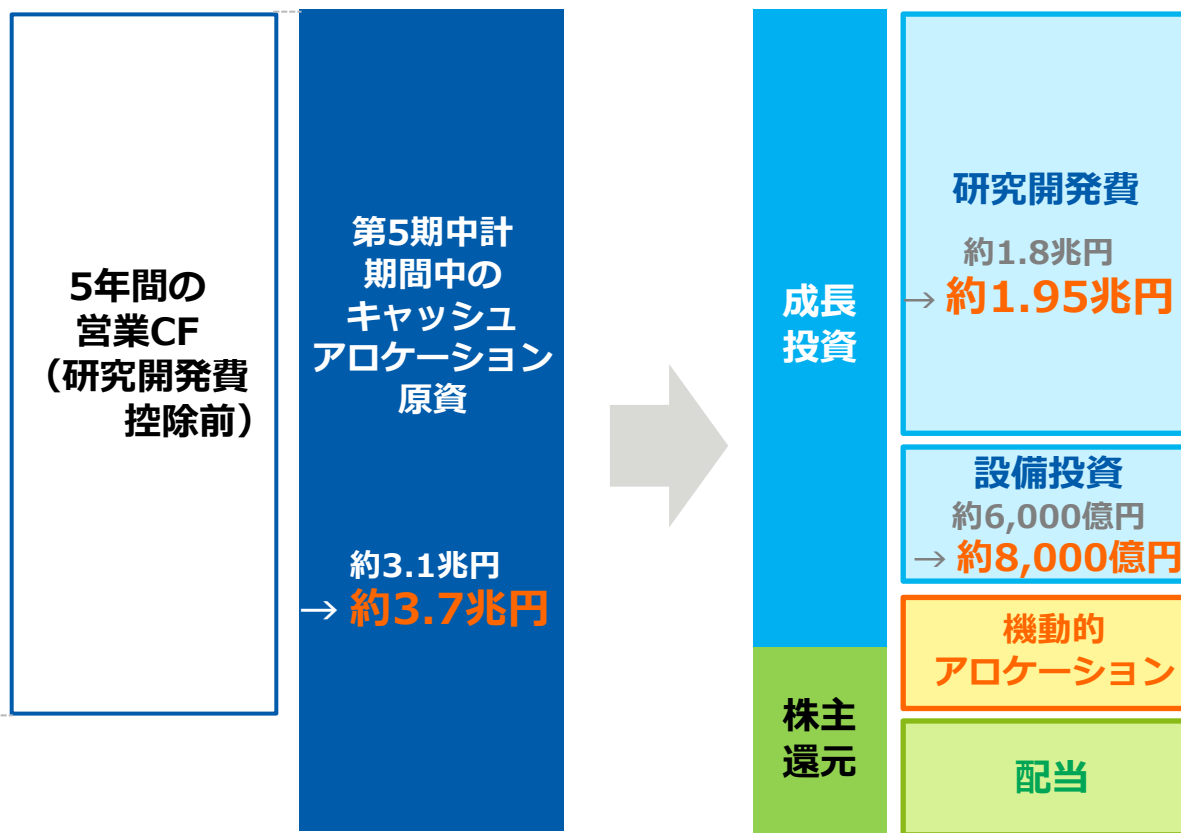 5年間の
営業CF
（研究開発費
控除前）
第5期中計
期間中の
キャッシュ
アロケーション
原資
約3.1兆円
→ 約3.7兆円
成長
投資
株主
還元
研究開発費
約1.8兆円
→ 約1.95兆円
設備投資
約6,000億円
→ 約8,000億円
機動的
アロケーション
配当